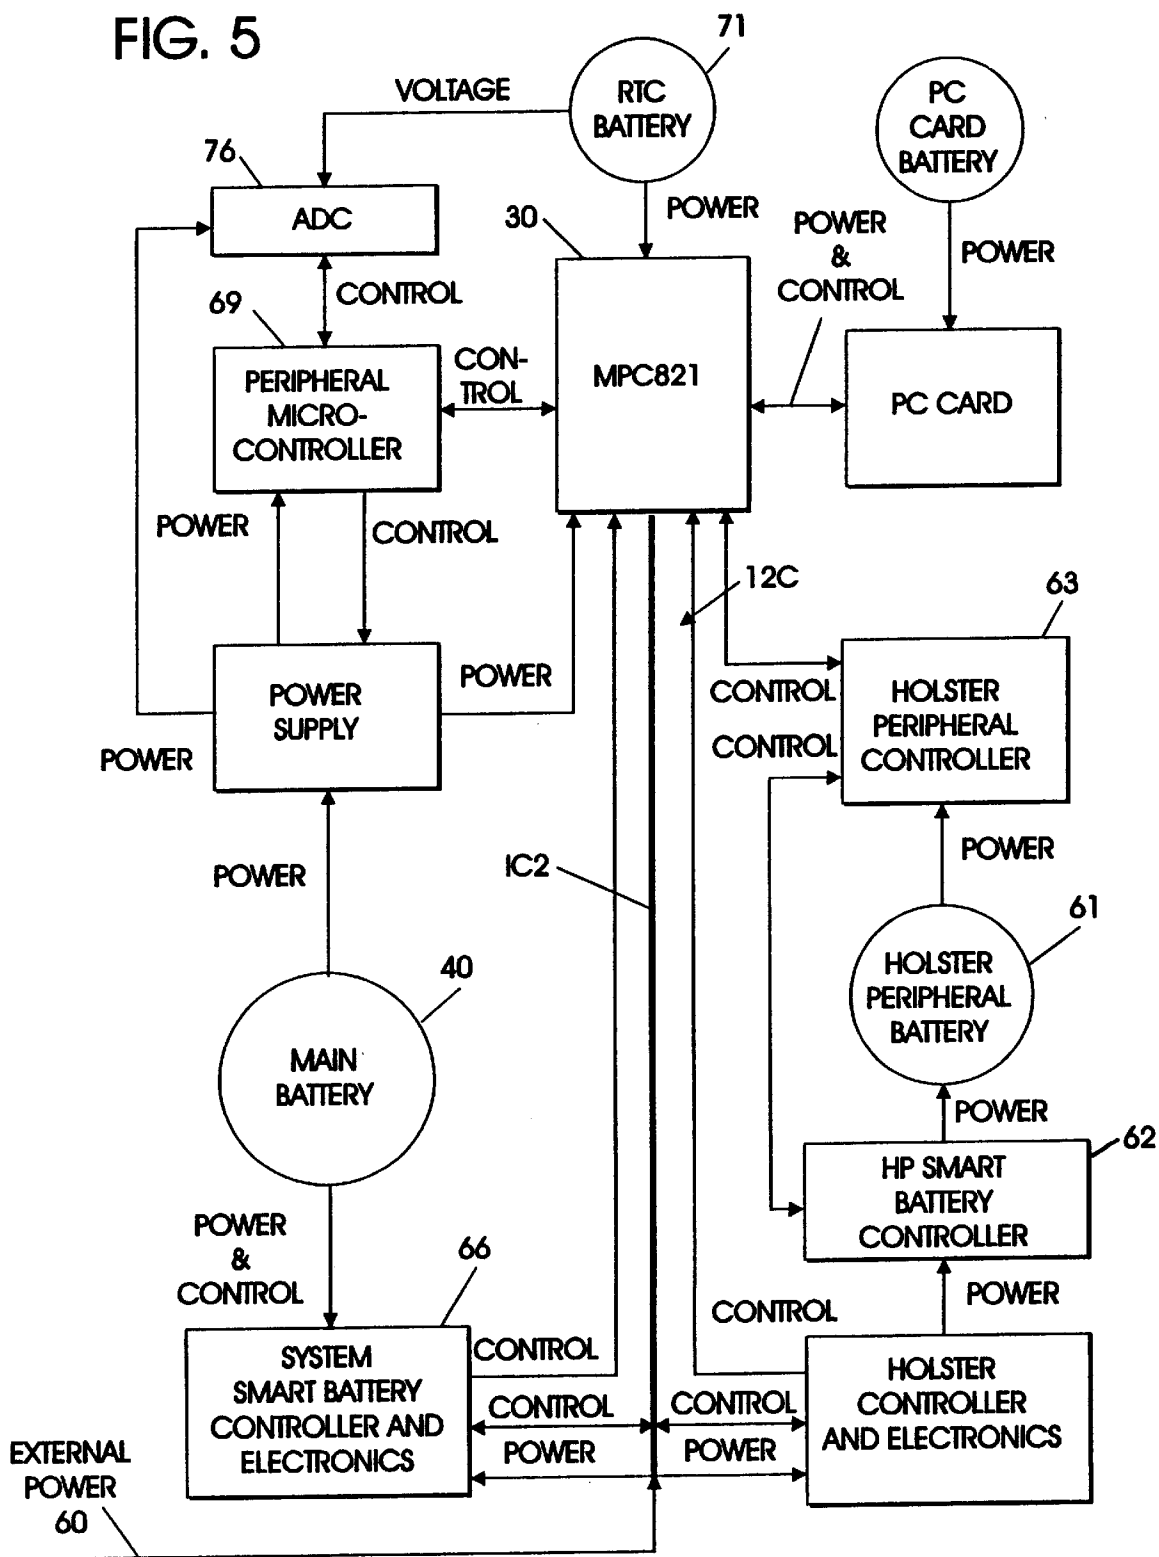 FIG. 5
71
RTC
BATTERY
PC
CARD
BATTERY
VOLTAGE
76
ADC
POWER
30
POWER
&
CONTROL
POWER
CONTROL
69
PERIPHERAL
MICRO-
CONTROLLER
CON-
TROL
MPC821
PC CARD
POWER
CONTROL
12C
63
POWER
SUPPLY
POWER
POWER
CONTROL
CONTROL
HOLSTER
PERIPHERAL
CONTROLLER
POWER
IC2
POWER
61
HOLSTER
PERIPHERAL
BATTERY
40
MAIN
BATTERY
POWER
62
HP SMART
BATTERY
CONTROLLER
POWER
&
CONTROL
66
POWER
CONTROL
SYSTEM
SMART BATTERY
CONTROLLER AND
ELECTRONICS
CONTROL
CONTROL
POWER
CONTROL
POWER
HOLSTER
CONTROLLER
AND ELECTRONICS
EXTERNAL
POWER
60